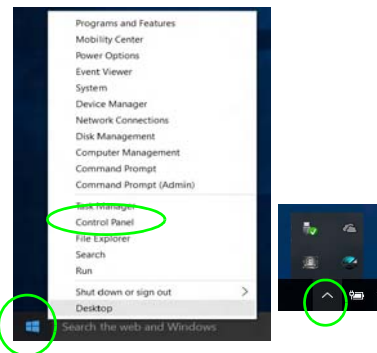 Programs and Features
Mobility Center
Power Options
Event Viewer
System
Device Manager
Network Connections
Disk Management
Computer Management
Command Prompt
Command Prompt (Admin)
Task Manager
Control Panel
File Explorer
Search
Run
Shut down or sign out
Desktop
Search the web and Windows